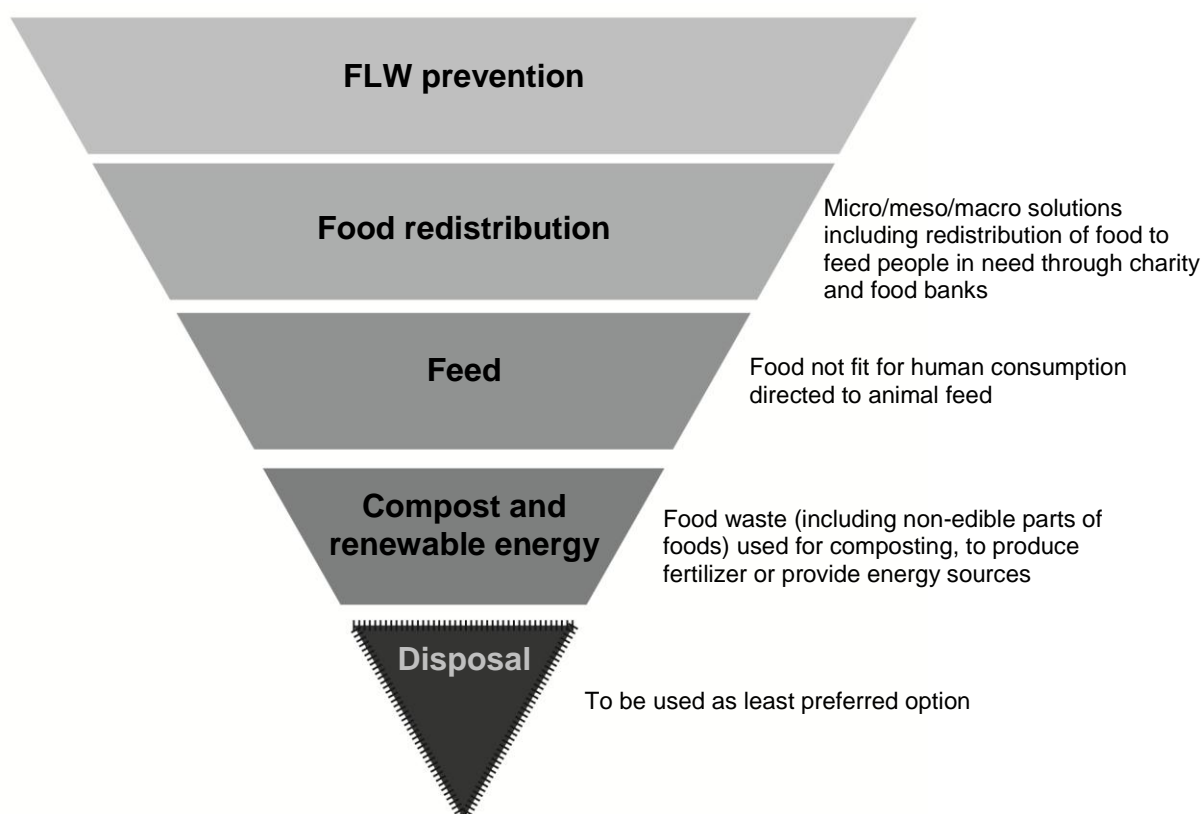 FLW prevention
Food redistribution
Micro/meso/macro solutions
including redistribution of food to
feed people in need through charity
and food banks
Feed
Food not fit for human consumption
directed to animal feed
Compost and
renewable energy
Food waste (including non-edible parts of
foods) used for composting, to produce
fertilizer or provide energy sources
Disposal
To be used as least preferred option